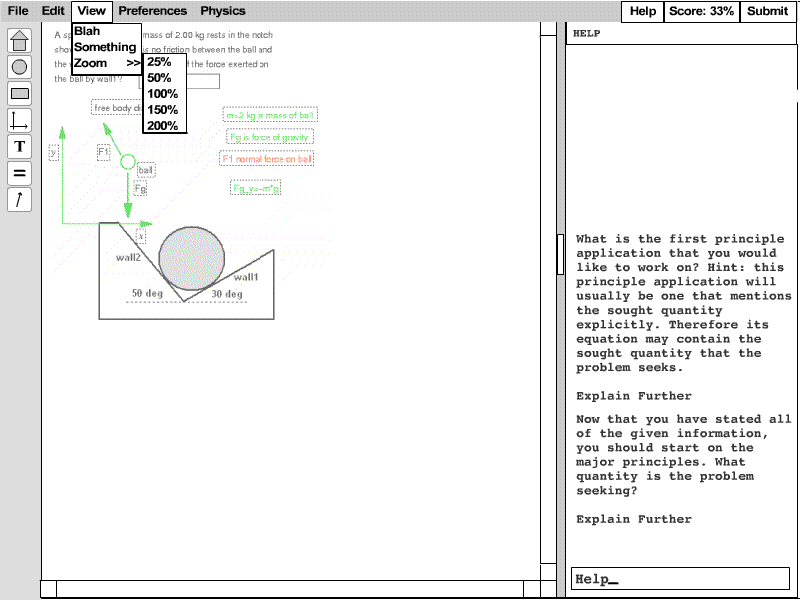 File Edit View Preferences Physics Help Score: 33% Submit
Blah
Something
Zoom >>
25%
50%
100%
150%
200%
A sp mass of 2.00 kg rests in the notch
sho is no friction between the ball and
the of the force exerted on
the ball by wall1?
free body di
m=2 kg is mass of ball
Fg is force of gravity
F1 normal force on ball
Fg_y=-m*g
y
F1
ball
Fg
x
wall2
wall1
50 deg
30 deg
T
=
HELP
What is the first principle
application that you would
like to work on? Hint: this
principle application will
usually be one that mentions
the sought quantity
explicitly. Therefore its
equation may contain the
sought quantity that the
problem seeks.
Explain Further
Now that you have stated all
of the given information,
you should start on the
major principles. What
quantity is the problem
seeking?
Explain Further
Help_